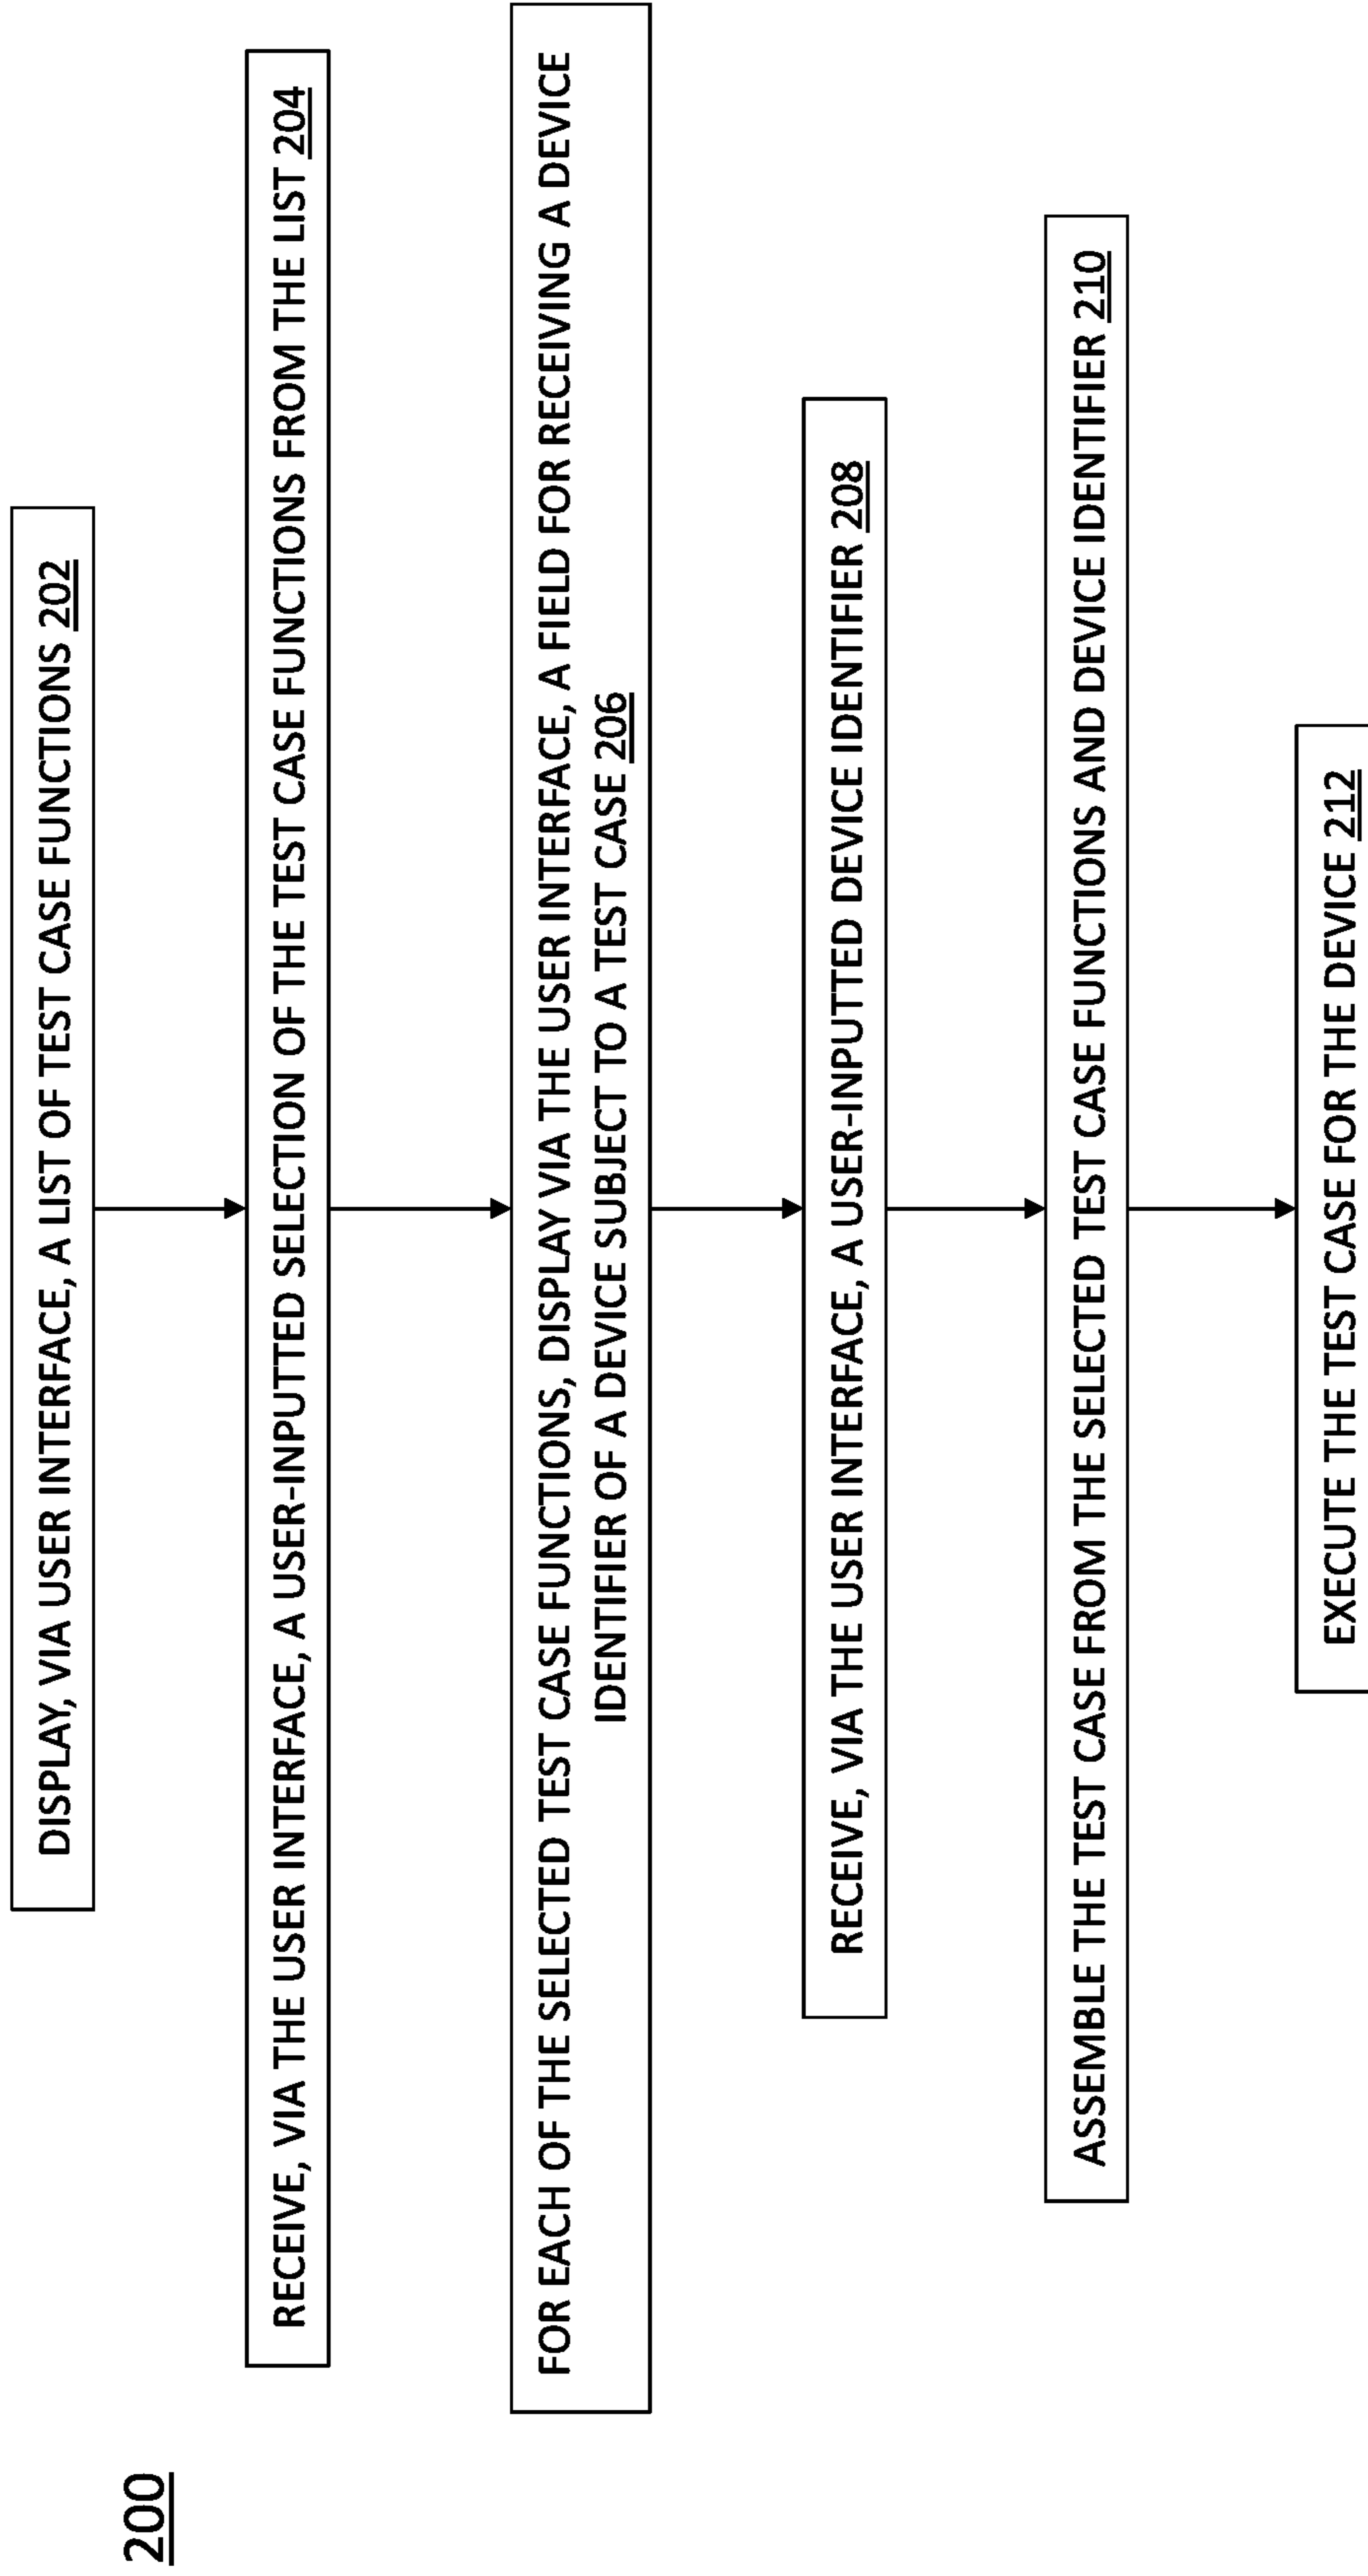 200
DISPLAY, VIA USER INTERFACE, A LIST OF TEST CASE FUNCTIONS 202
RECEIVE, VIA THE USER INTERFACE, A USER-INPUTTED SELECTION OF THE TEST CASE FUNCTIONS FROM THE LIST 204
FOR EACH OF THE SELECTED TEST CASE FUNCTIONS, DISPLAY VIA THE USER INTERFACE, A FIELD FOR RECEIVING A DEVICE
IDENTIFIER OF A DEVICE SUBJECT TO A TEST CASE 206
RECEIVE, VIA THE USER INTERFACE, A USER-INPUTTED DEVICE IDENTIFIER 208
ASSEMBLE THE TEST CASE FROM THE SELECTED TEST CASE FUNCTIONS AND DEVICE IDENTIFIER 210
EXECUTE THE TEST CASE FOR THE DEVICE 212